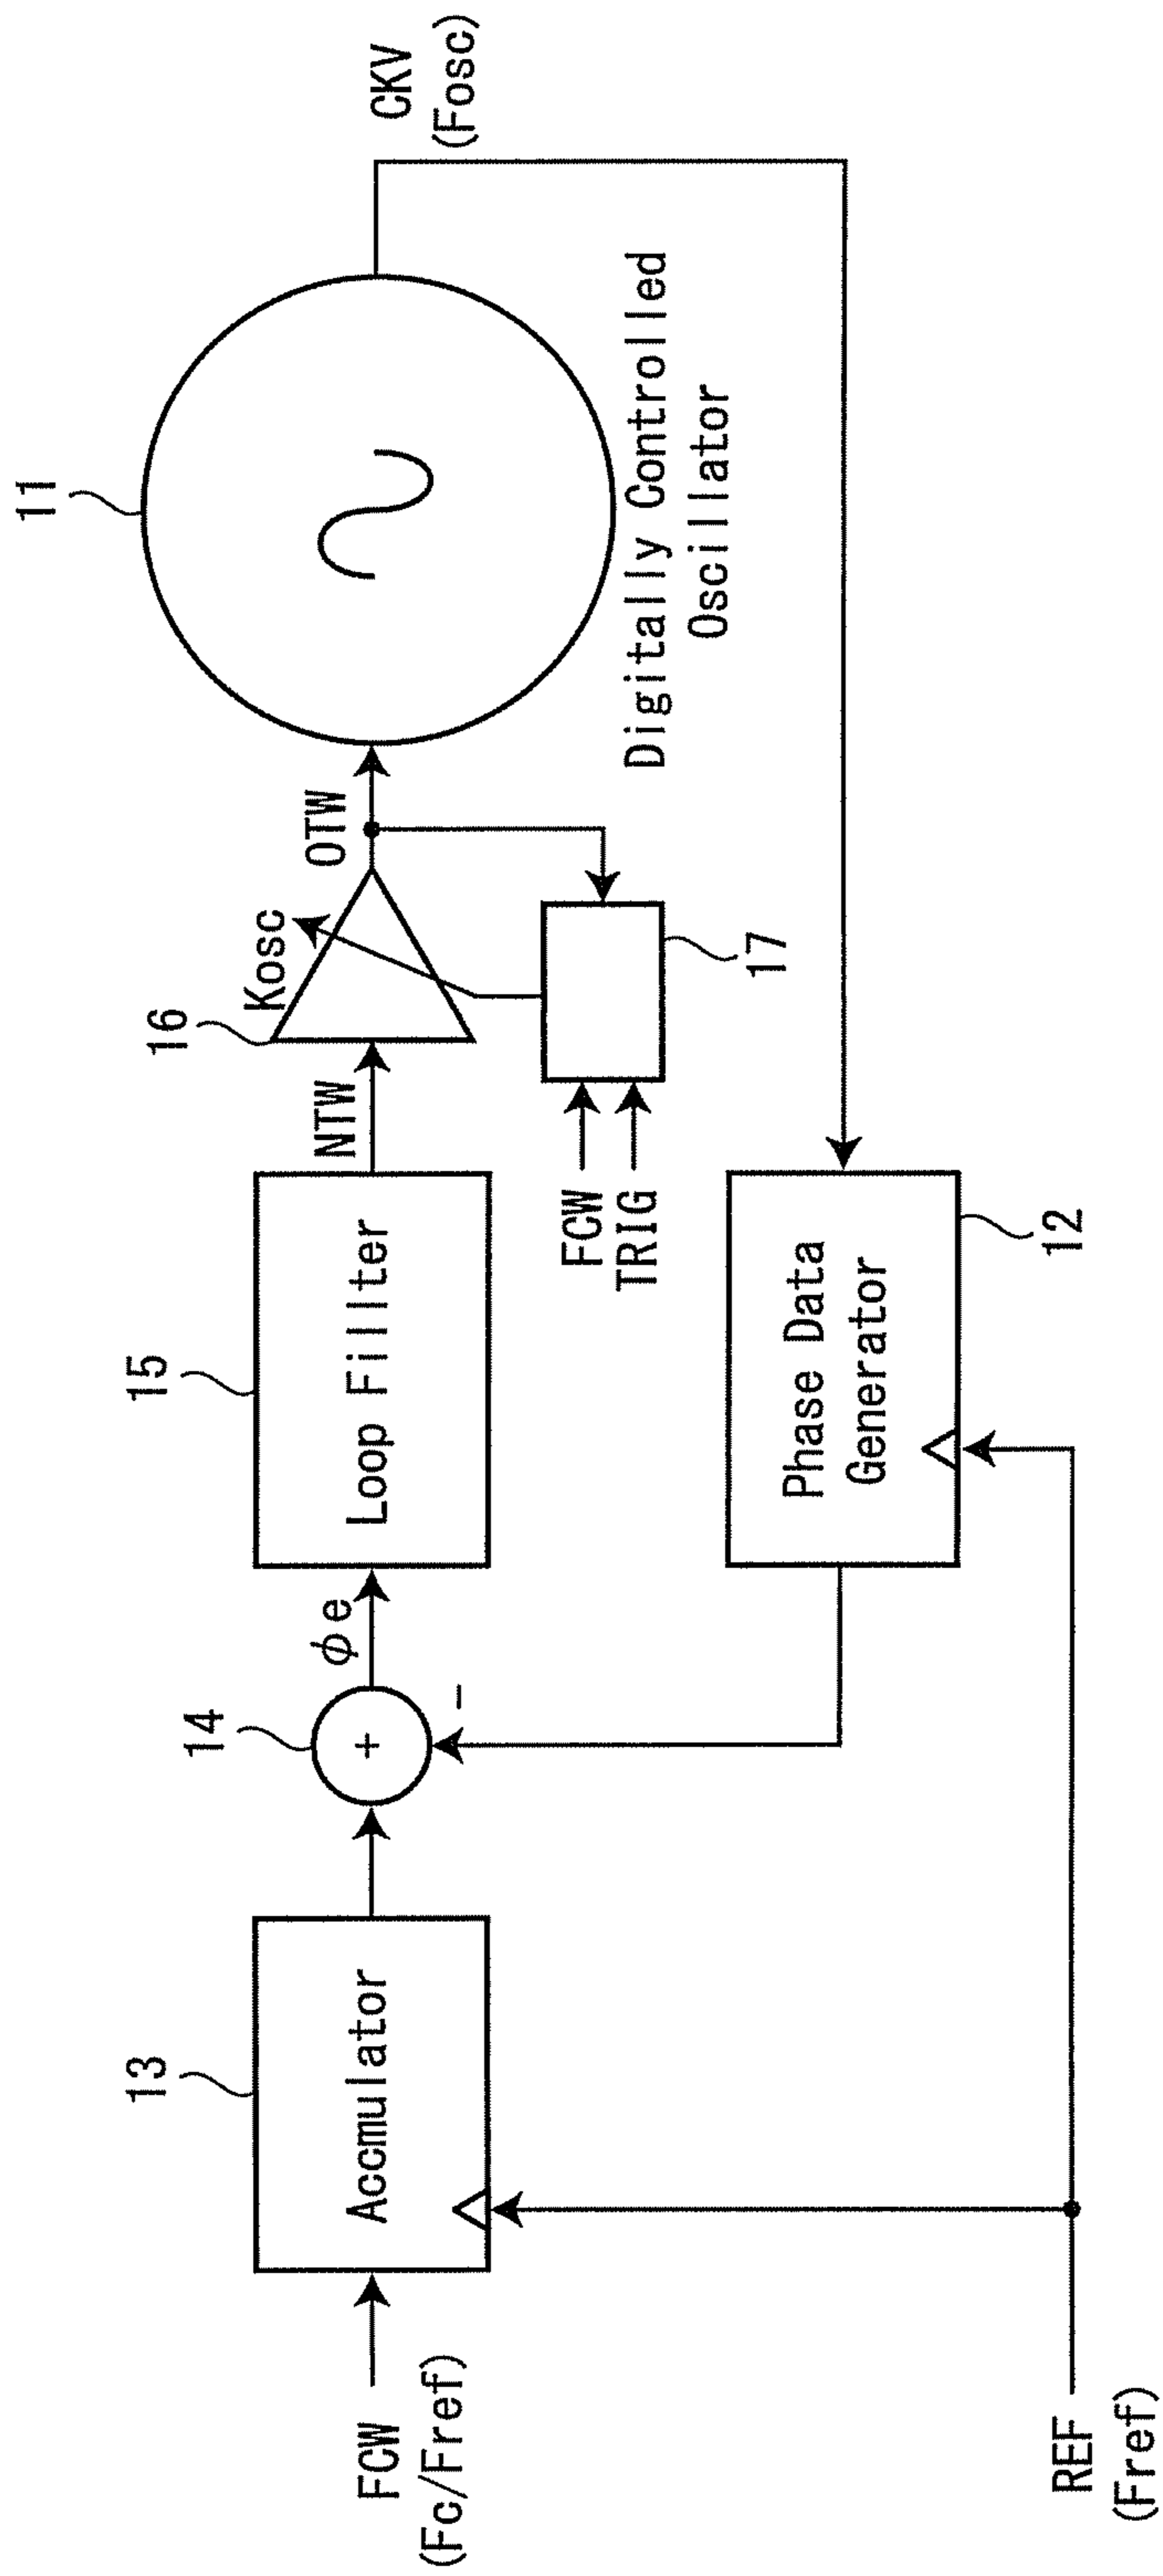 11
CKV
(Fosc)
Digitally Controlled
Oscillator
OTW
Kosc
16
NTW
17
FCW
TRIG
15
Loop Fillter
12
Phase Data
Generator
ϕe
14
+
-
13
Accmulator
FCW
(Fc/Fref)
REF
(Fref)